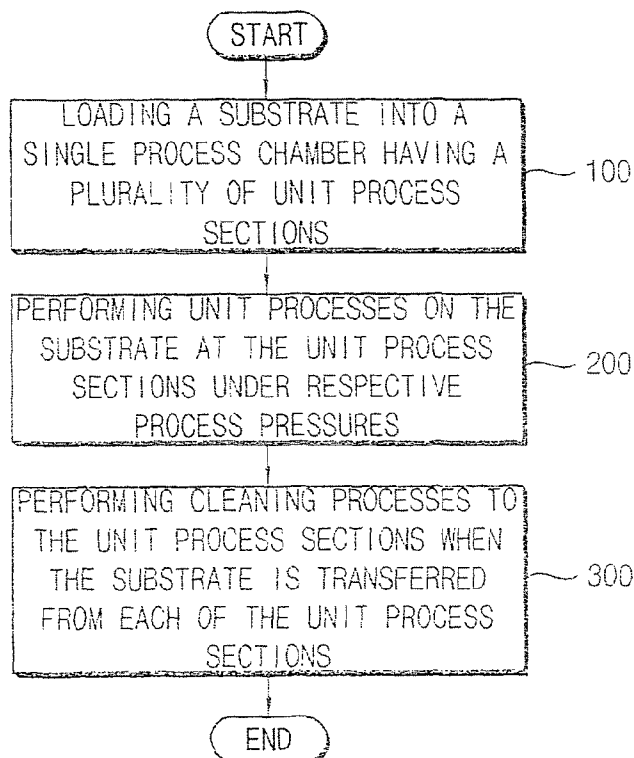 START
LOADING A SUBSTRATE INTO A
SINGLE PROCESS CHAMBER HAVING A
PLURALITY OF UNIT PROCESS
SECTIONS
100
PERFORMING UNIT PROCESSES ON THE
SUBSTRATE AT THE UNIT PROCESS
SECTIONS UNDER RESPECTIVE
PROCESS PRESSURES
200
PERFORMING CLEANING PROCESSES TO
THE UNIT PROCESS SECTIONS WHEN
THE SUBSTRATE IS TRANSFERRED
FROM EACH OF THE UNIT PROCESS
SECTIONS
300
END